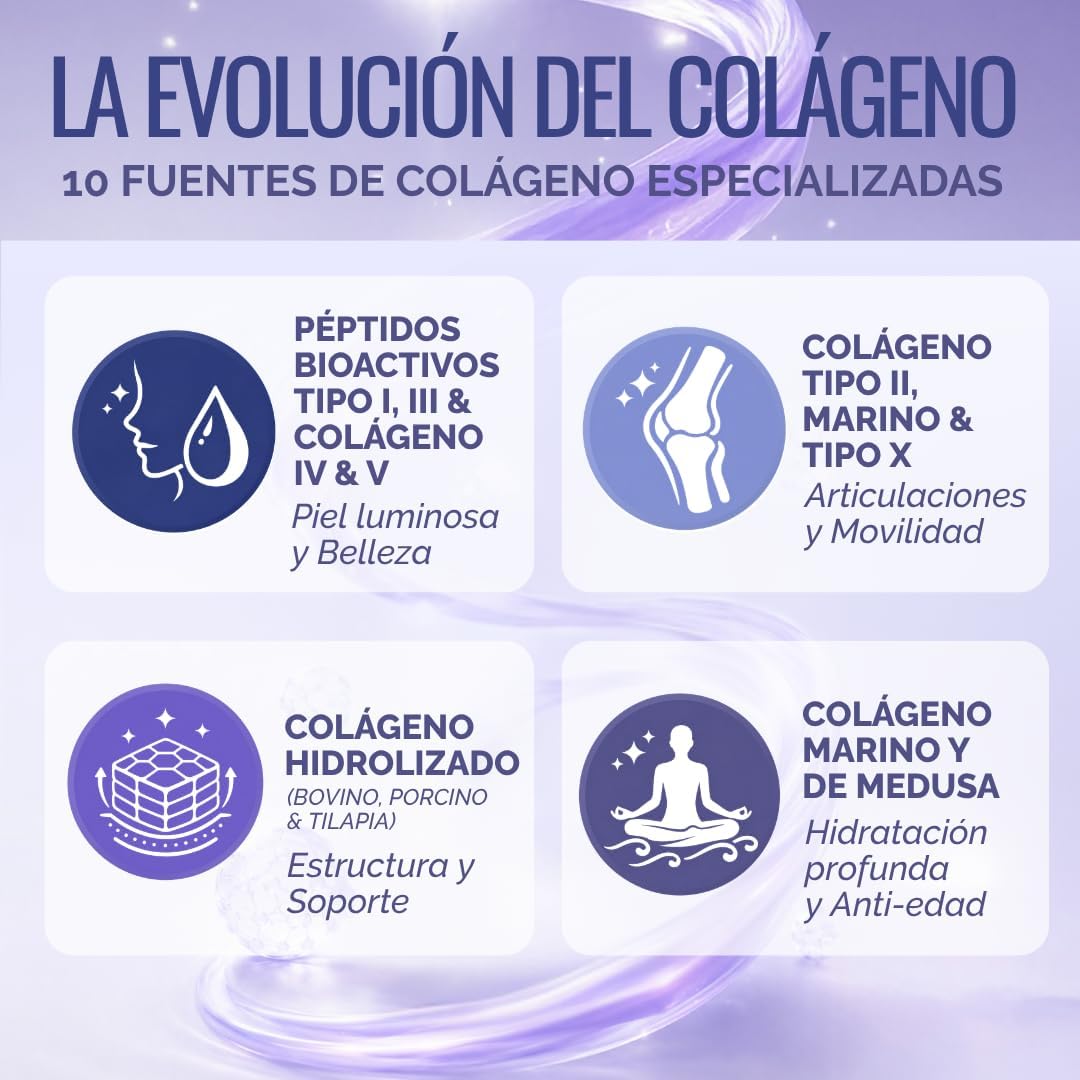 LA EVOLUCIÓN DEL COLÁGENO
10 FUENTES DE COLÁGENO ESPECIALIZADAS
PÉPTIDOS
BIOACTIVOS
TIPO I, III &
COLÁGENO
IV & V
Piel luminosa
y Belleza
COLÁGENO
TIPO II,
MARINO &
TIPO X
Articulaciones
y Movilidad
COLÁGENO
HIDROLIZADO
(BOVINO, PORCINO
& TILAPIA)
Estructura y
Soporte
COLÁGENO
MARINO Y
DE MEDUSA
Hidratación
profunda
y Anti-edad